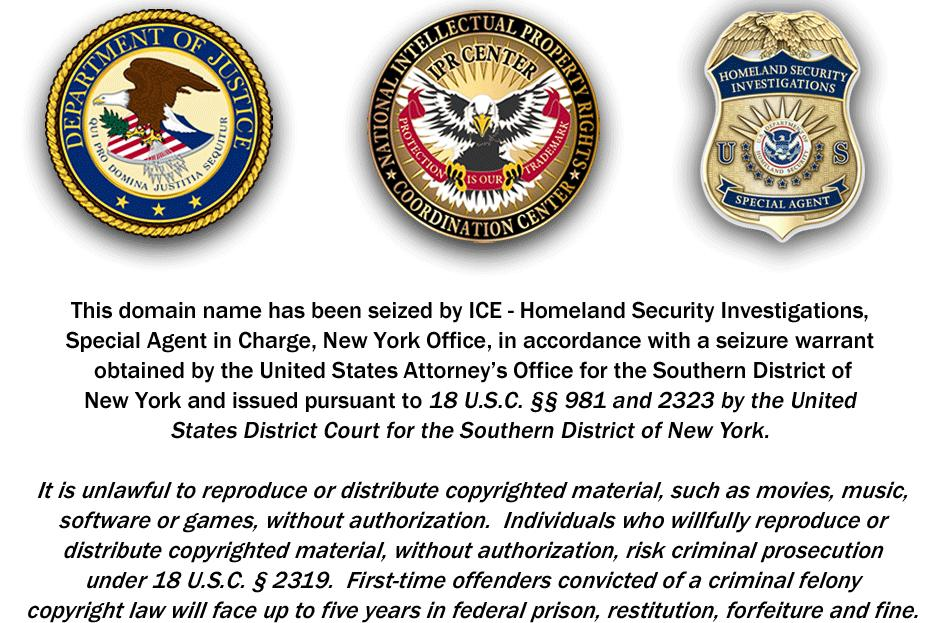 DEPARTMENT OF JUSTICE
QUI PRO DOMINA JUSTITIA SEQUITUR
NATIONAL INTELLECTUAL PROPERTY RIGHTS
COORDINATION CENTER
IPR CENTER
PROTECTION IS OUR TRADEMARK
HOMELAND SECURITY
INVESTIGATIONS
U S
SPECIAL AGENT
This domain name has been seized by ICE - Homeland Security Investigations,
Special Agent in Charge, New York Office, in accordance with a seizure warrant
obtained by the United States Attorney’s Office for the Southern District of
New York and issued pursuant to 18 U.S.C. §§ 981 and 2323 by the United
States District Court for the Southern District of New York.
It is unlawful to reproduce or distribute copyrighted material, such as movies, music,
software or games, without authorization.  Individuals who willfully reproduce or
distribute copyrighted material, without authorization, risk criminal prosecution
under 18 U.S.C. § 2319.  First-time offenders convicted of a criminal felony
copyright law will face up to five years in federal prison, restitution, forfeiture and fine.